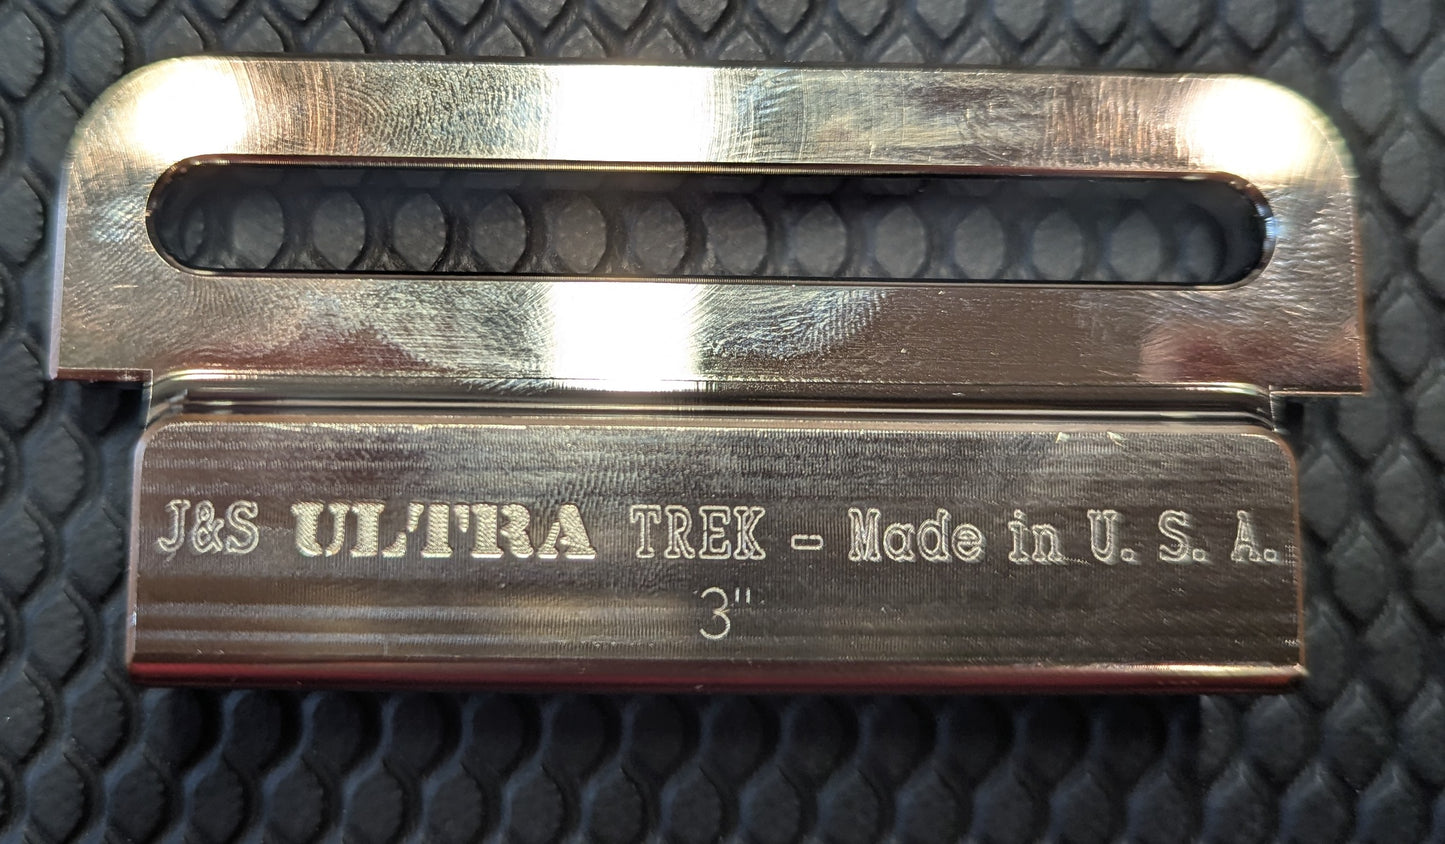 J&S ULTRA TREK - Made in U. S. A.
3"